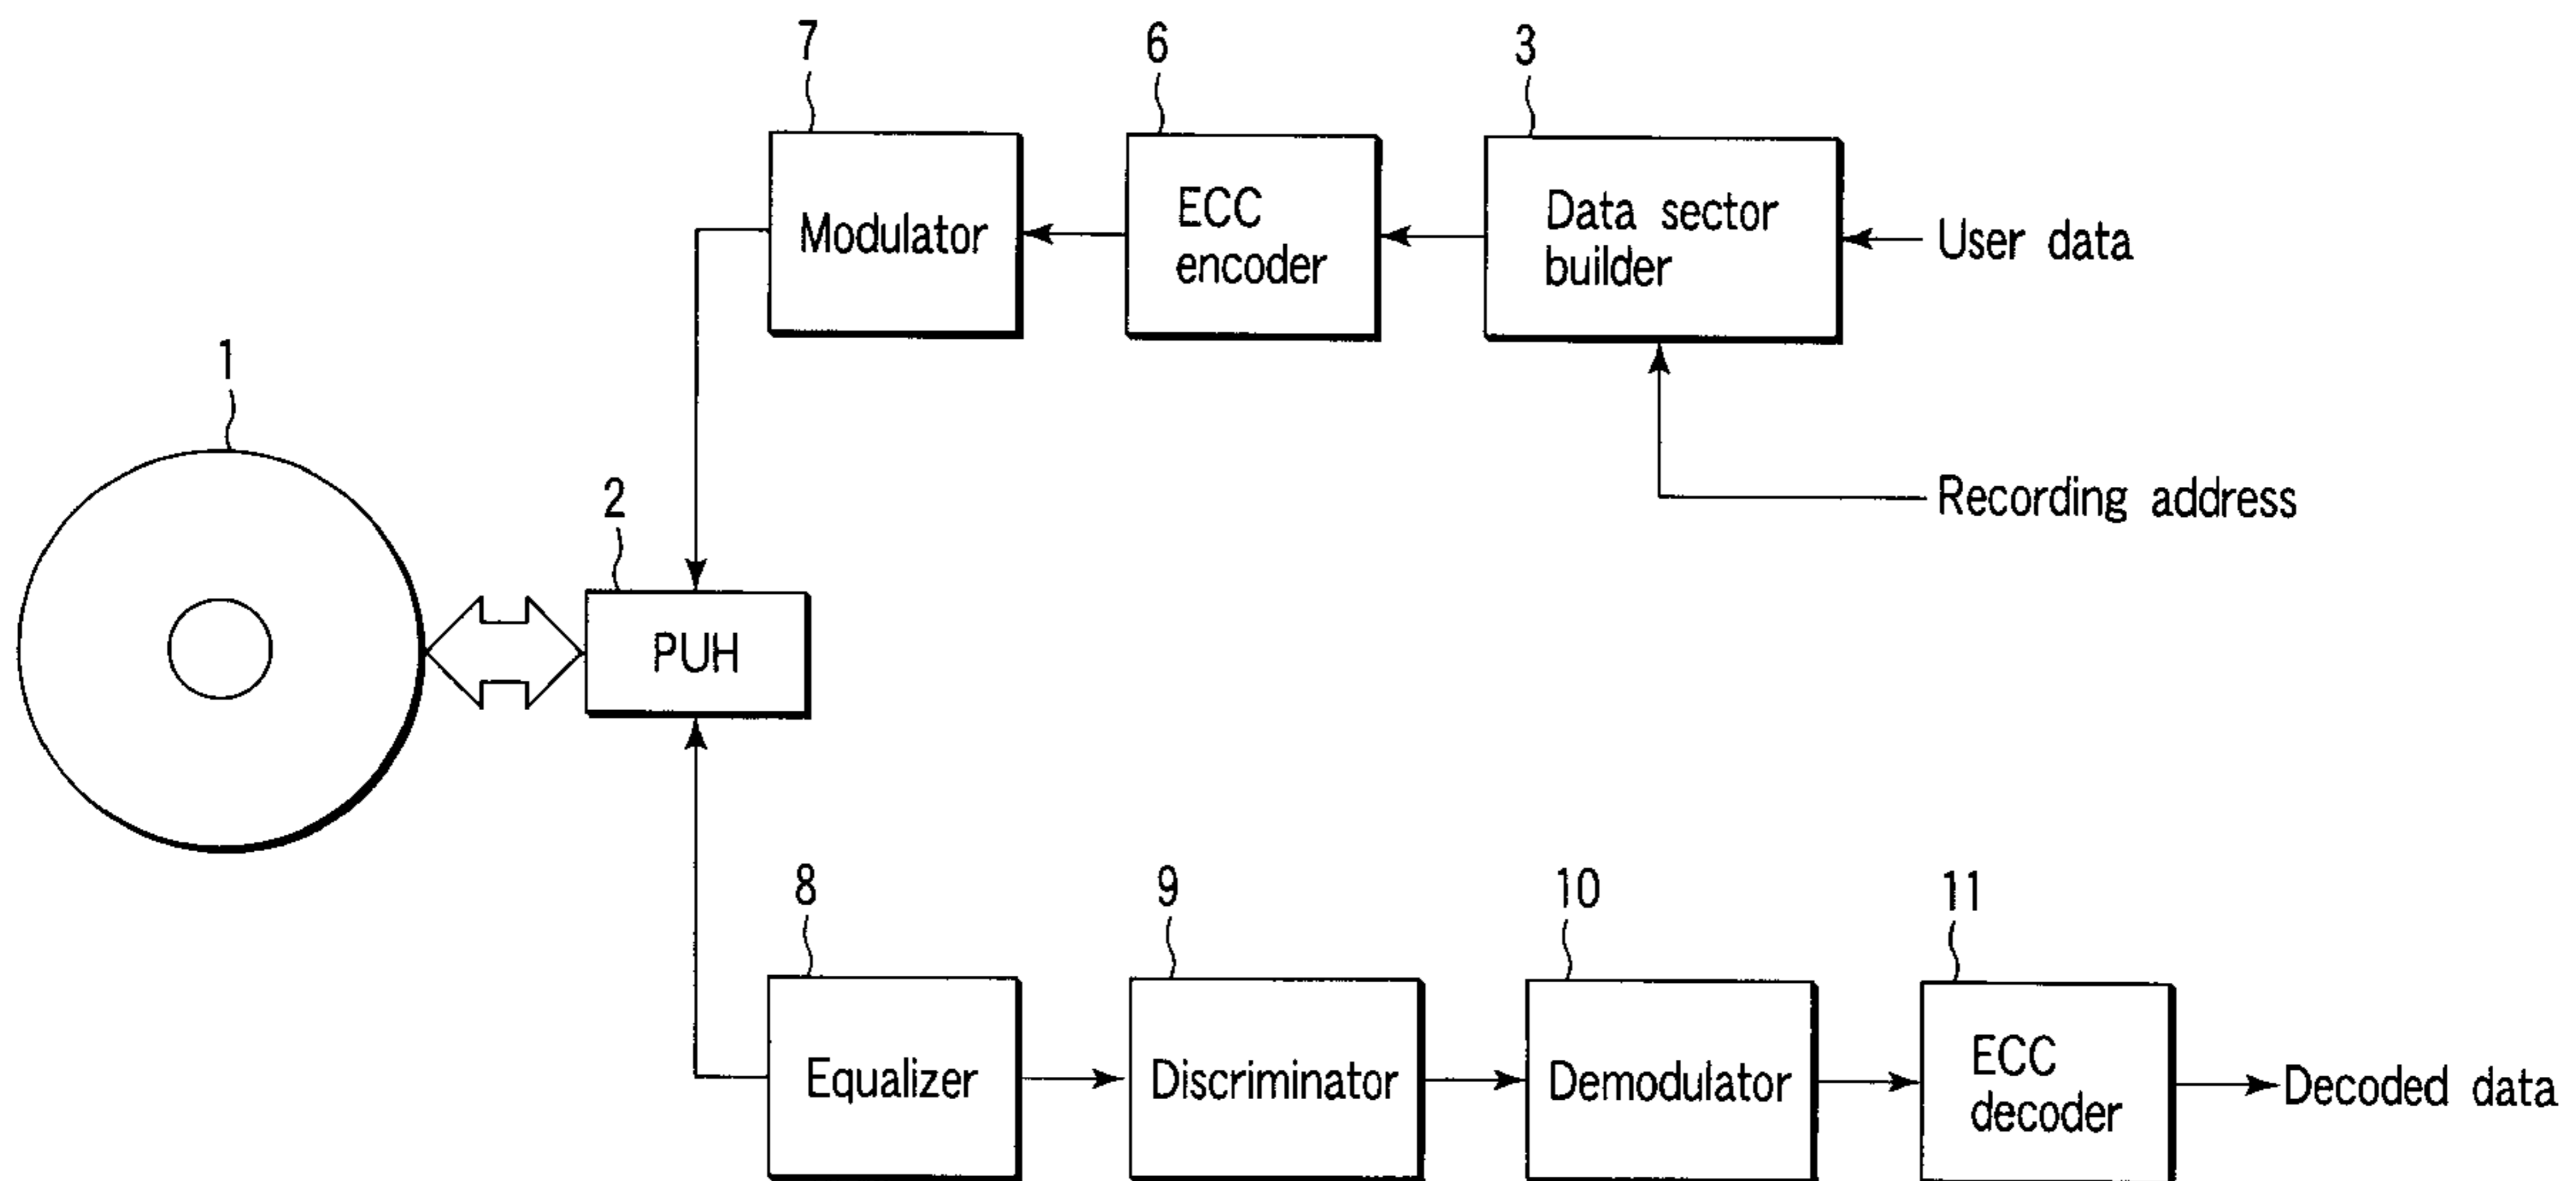 7
6
3
Modulator
ECC
encoder
Data sector
builder
User data
1
2
Recording address
PUH
8
9
10
11
Equalizer
Discriminator
Demodulator
ECC
decoder
Decoded data